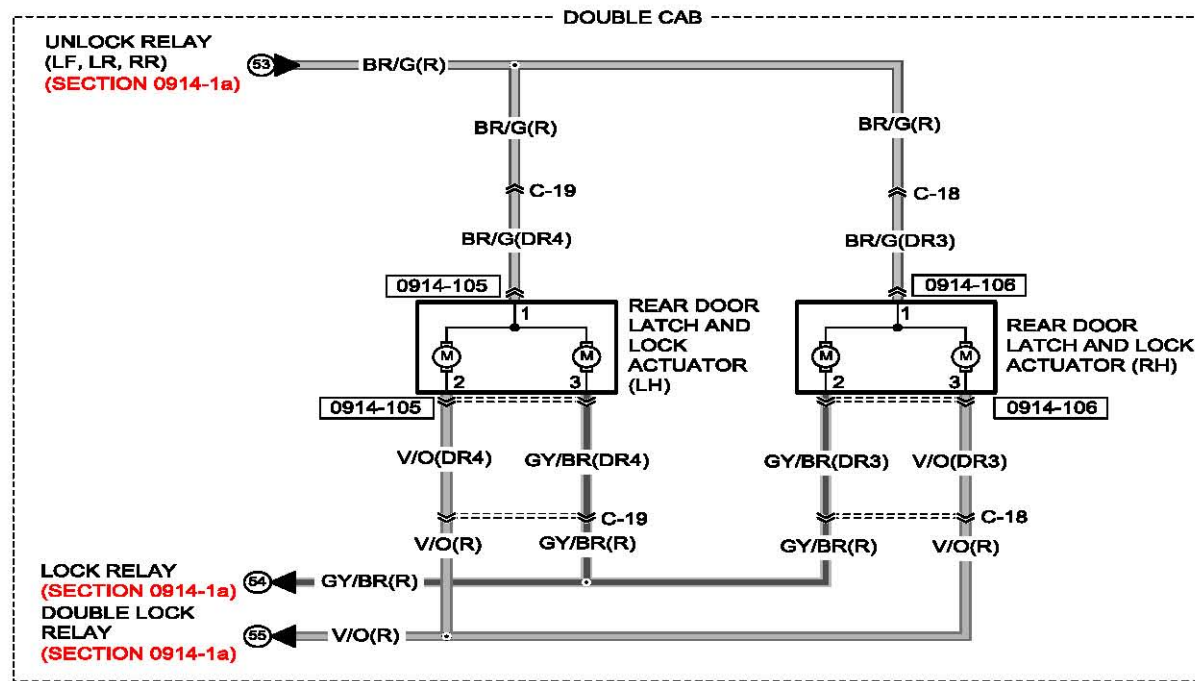 DOUBLE CAB
UNLOCK RELAY
(LF, LR, RR)
(SECTION 0914-1a)
53
BR/G(R)
BR/G(R)
BR/G(R)
C-19
C-18
BR/G(DR4)
BR/G(DR3)
0914-105
0914-106
1
REAR DOOR
LATCH AND
LOCK
ACTUATOR
(LH)
1
REAR DOOR
LATCH AND LOCK
ACTUATOR (RH)
M
M
M
M
2
3
2
3
0914-105
0914-106
V/O(DR4)
GY/BR(DR4)
GY/BR(DR3)
V/O(DR3)
C-19
C-18
V/O(R)
GY/BR(R)
GY/BR(R)
V/O(R)
LOCK RELAY
(SECTION 0914-1a)
54
GY/BR(R)
DOUBLE LOCK
RELAY
(SECTION 0914-1a)
55
V/O(R)